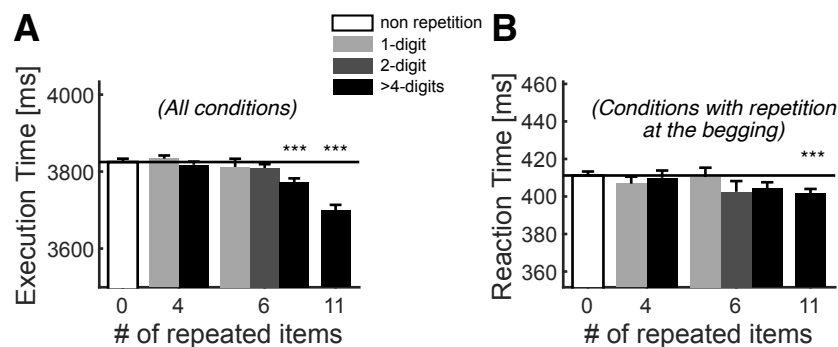 A
B
non repetition
1-digit
2-digit
>4-digits
Execution Time [ms]
4000
3800
3600
(All conditions)
***
***
0
4
6
11
# of repeated items
Reaction Time [ms]
460
440
420
400
380
360
(Conditions with repetition
at the begging)
***
0
4
6
11
# of repeated items